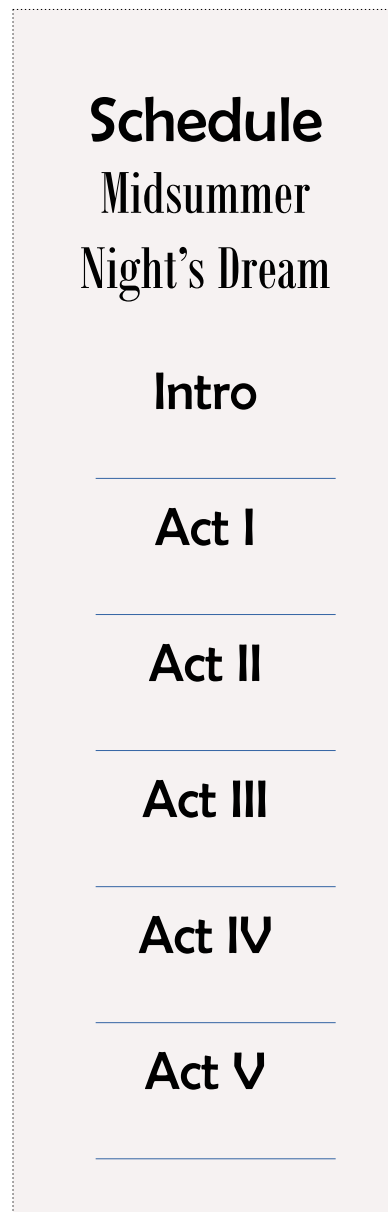 Schedule
Midsummer
Night’s Dream
Intro
Act I
Act II
Act III
Act IV
Act V